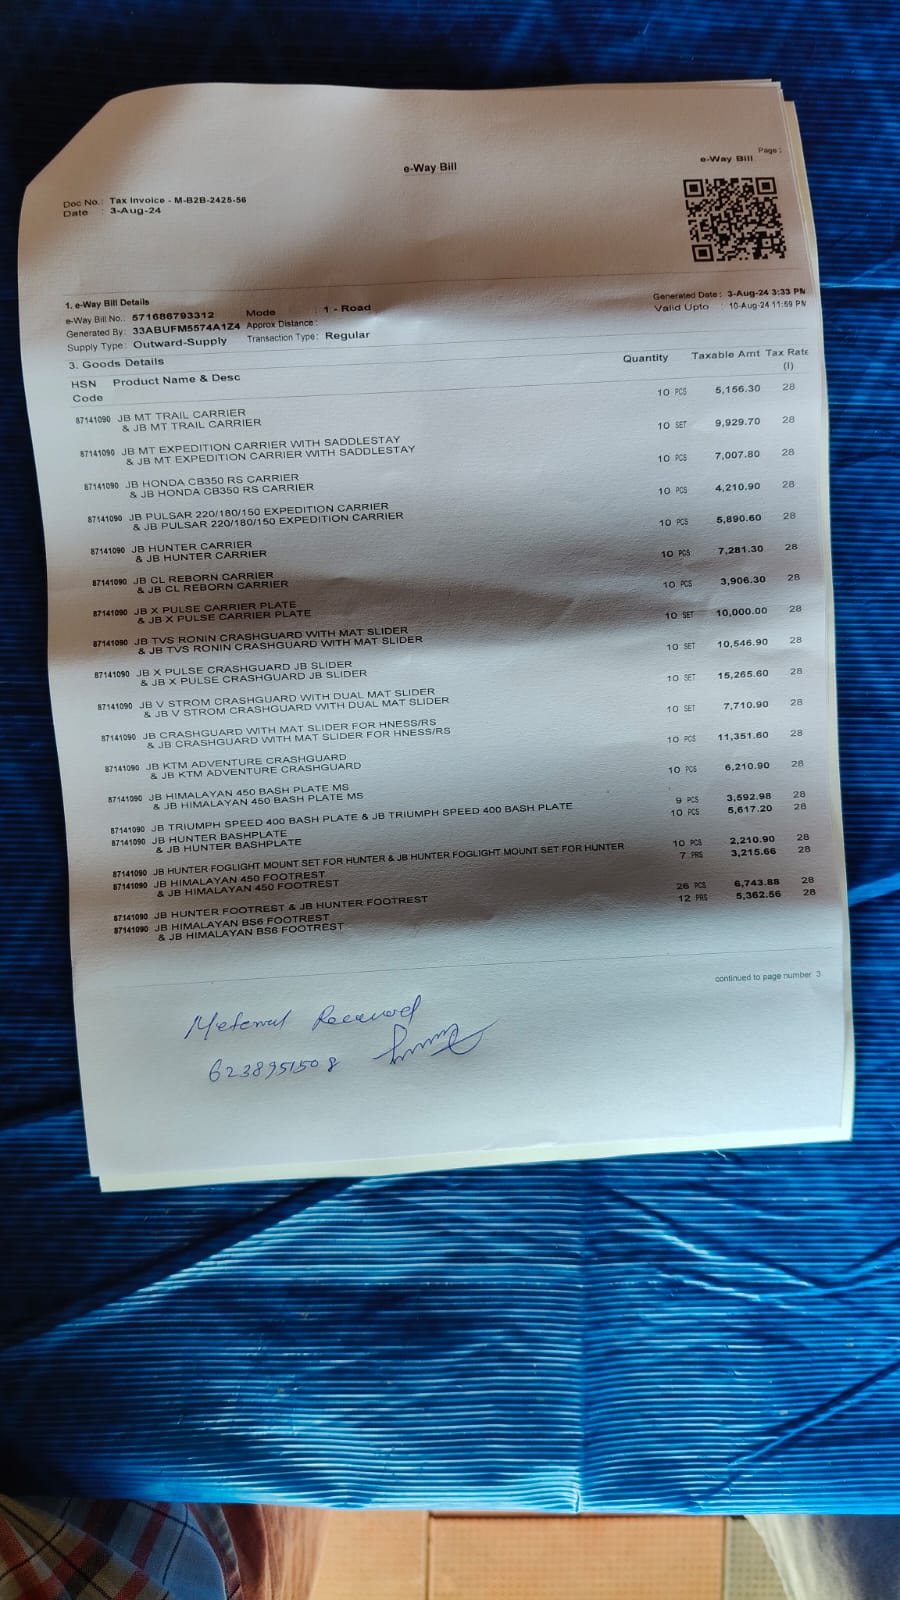 Page :
e-Way Bill
e-Way Bill
Doc No.: Tax Invoice - M-B2B-2425-56
Date : 3-Aug-24
1. e-Way Bill Details
e-Way Bill No.: 571686793312 Mode : 1 - Road Generated Date : 3-Aug-24 3:33 PM
Generated By: 33ABUFM5574A1Z4 Approx Distance: Valid Upto : 10-Aug-24 11:59 PM
Supply Type: Outward-Supply Transaction Type: Regular
3. Goods Details
HSN Code Product Name & Desc Quantity Taxable Amt Tax Rate (I)
87141090 JB MT TRAIL CARRIER 10 PCS 5,156.30 28
& JB MT TRAIL CARRIER
87141090 JB MT EXPEDITION CARRIER WITH SADDLESTAY 10 SET 9,929.70 28
& JB MT EXPEDITION CARRIER WITH SADDLESTAY
87141090 JB HONDA CB350 RS CARRIER 10 PCS 7,007.80 28
& JB HONDA CB350 RS CARRIER
87141090 JB PULSAR 220/180/150 EXPEDITION CARRIER 10 PCS 4,210.90 28
& JB PULSAR 220/180/150 EXPEDITION CARRIER
87141090 JB HUNTER CARRIER 10 PCS 5,890.60 28
& JB HUNTER CARRIER
87141090 JB CL REBORN CARRIER 10 PCS 7,281.30 28
& JB CL REBORN CARRIER
87141090 JB X PULSE CARRIER PLATE 10 PCS 3,906.30 28
& JB X PULSE CARRIER PLATE
87141090 JB TVS RONIN CRASHGUARD WITH MAT SLIDER 10 SET 10,000.00 28
& JB TVS RONIN CRASHGUARD WITH MAT SLIDER
87141090 JB X PULSE CRASHGUARD JB SLIDER 10 SET 10,546.90 28
& JB X PULSE CRASHGUARD JB SLIDER
87141090 JB V STROM CRASHGUARD WITH DUAL MAT SLIDER 10 SET 15,265.60 28
& JB V STROM CRASHGUARD WITH DUAL MAT SLIDER
87141090 JB CRASHGUARD WITH MAT SLIDER FOR HNESS/RS 10 SET 7,710.90 28
& JB CRASHGUARD WITH MAT SLIDER FOR HNESS/RS
87141090 JB KTM ADVENTURE CRASHGUARD 10 PCS 11,351.60 28
& JB KTM ADVENTURE CRASHGUARD
87141090 JB HIMALAYAN 450 BASH PLATE MS 10 PCS 6,210.90 28
& JB HIMALAYAN 450 BASH PLATE MS
87141090 JB TRIUMPH SPEED 400 BASH PLATE & JB TRIUMPH SPEED 400 BASH PLATE 9 PCS 3,592.98 28
87141090 JB HUNTER BASHPLATE 10 PCS 5,617.20 28
& JB HUNTER BASHPLATE
87141090 JB HUNTER FOGLIGHT MOUNT SET FOR HUNTER & JB HUNTER FOGLIGHT MOUNT SET FOR HUNTER 10 PCS 2,210.90 28
87141090 JB HIMALAYAN 450 FOOTREST 7 PRS 3,215.66 28
& JB HIMALAYAN 450 FOOTREST
87141090 JB HUNTER FOOTREST & JB HUNTER FOOTREST 26 PCS 6,743.88 28
87141090 JB HIMALAYAN BS6 FOOTREST 12 PRS 5,362.56 28
& JB HIMALAYAN BS6 FOOTREST
continued to page number 3
Meterial Received
6238951508